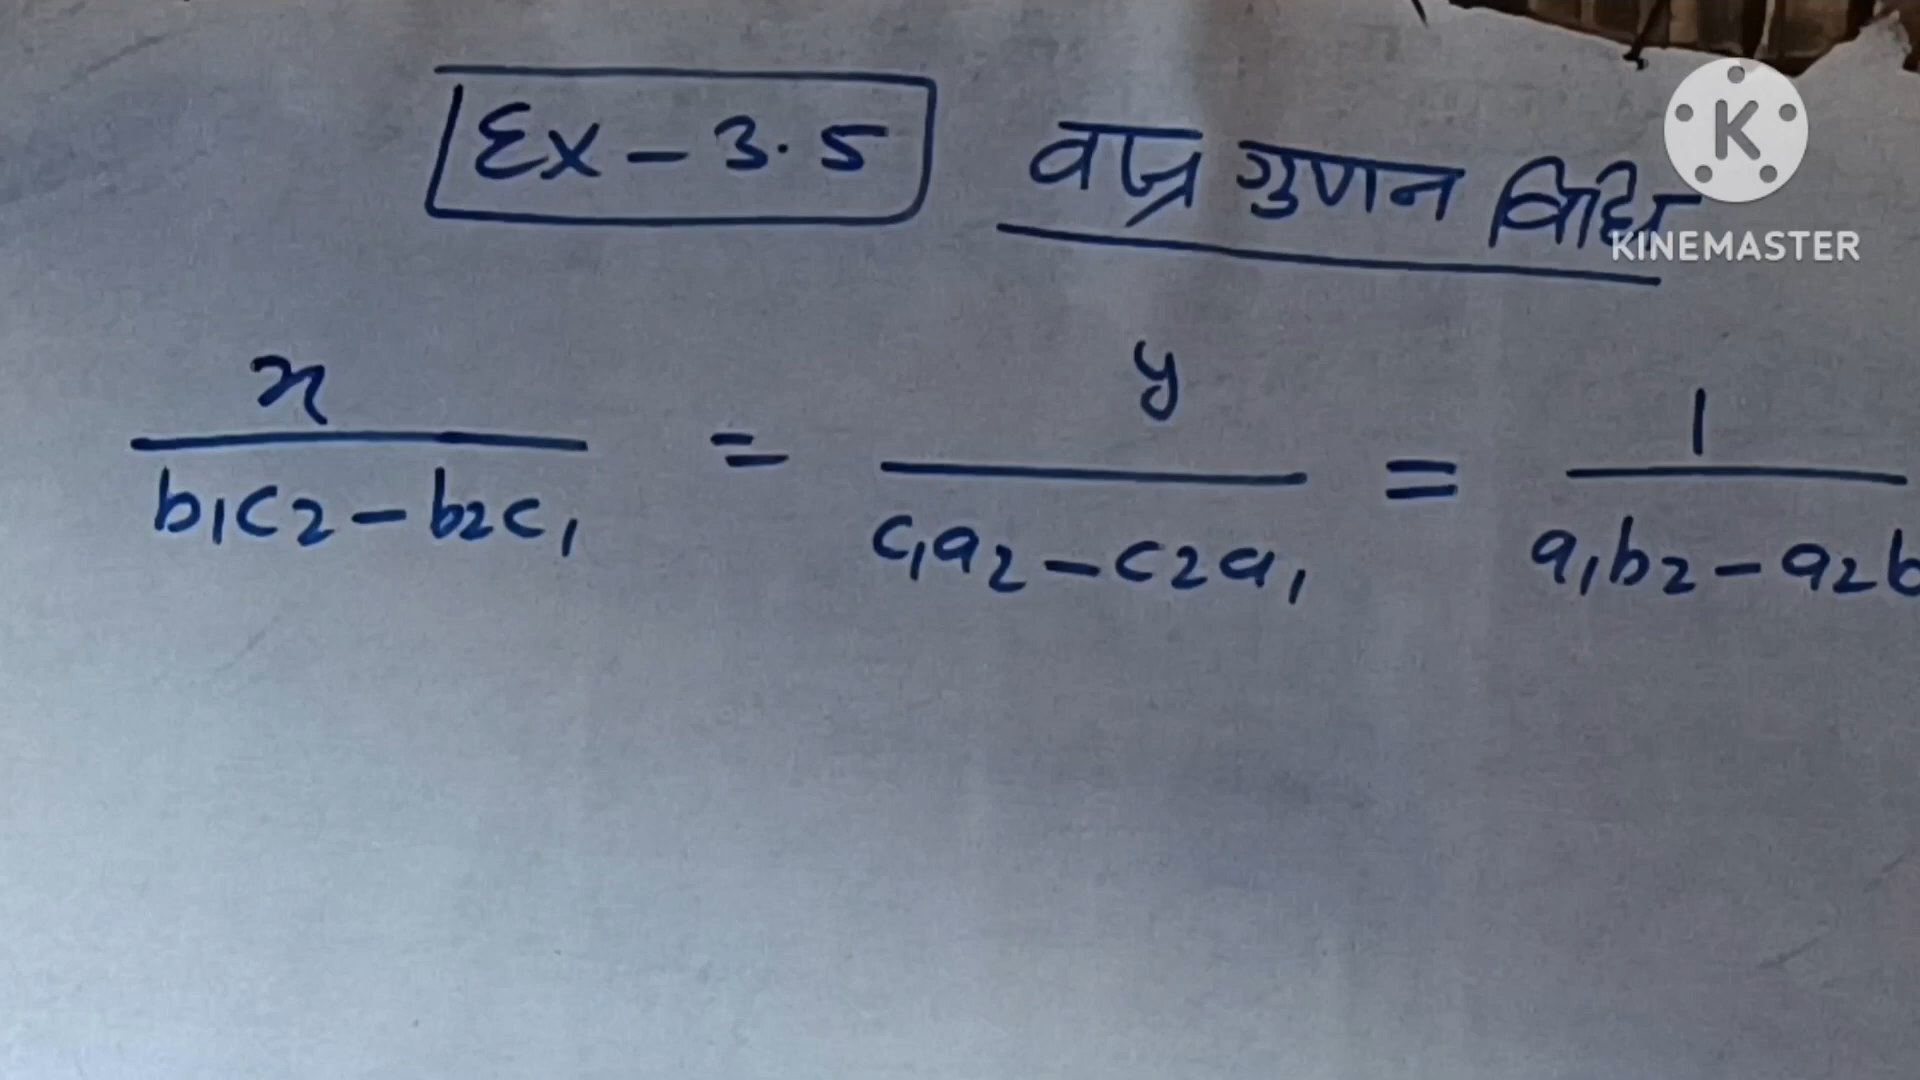 Ex - 3.5 वज्र गुणन विधि
K
KINEMASTER
x y 1
= =
b₁c₂ - b₂c₁ c₁a₂ - c₂a₁ a₁b₂ - a₂b